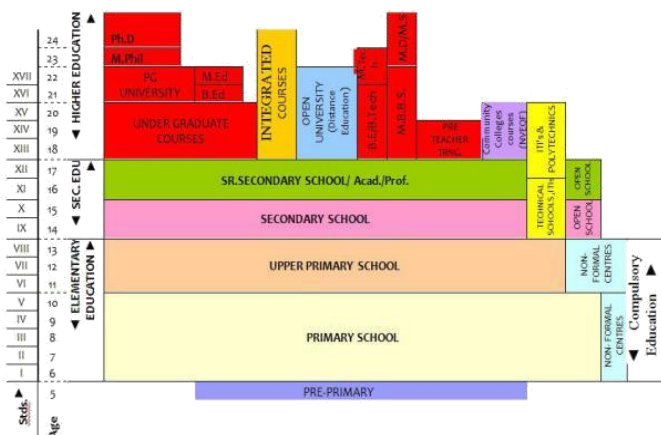 HIGHER EDUCATION
SEC. EDU
ELEMENTARY
EDUCATION
Stds.
Age
24
23
XVII 22
XVI 21
XV 20
XIV 19
XIII 18
XII 17
XI 16
X 15
IX 14
VIII 13
VII 12
VI 11
V 10
IV 9
III 8
II 7
I 6
5
Ph.D
M.Phil
PG
UNIVERSITY
M.Ed
B.Ed
UNDER GRADUATE
COURSES
INTEGRATED
COURSES
OPEN
UNIVERSITY
(Distance
Education)
M.Tec
h
B.E/B.Tech
M.D/M.S
M.B.B.S.
PRE
TEACHER
TRNG.
Community
Colleges
courses
(NVEQF)
ITI's &
POLYTECHNICS
SR.SECONDARY SCHOOL/ Acad./Prof.
OPEN
SCHOOL
SECONDARY SCHOOL
TECHNICAL
SCHOOLS,ITIs
OPEN
SCHOOL
UPPER PRIMARY SCHOOL
NON-
FORMAL
CENTRES
PRIMARY SCHOOL
NON- FORMAL
CENTRES
Compulsory
Education
PRE-PRIMARY